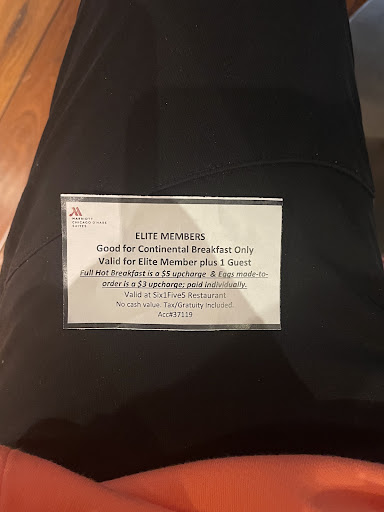 MARRIOTT
CHICAGO O'HARE
SUITES
ELITE MEMBERS
Good for Continental Breakfast Only
Valid for Elite Member plus 1 Guest
Full Hot Breakfast is a $5 upcharge & Eggs made-to-
order is a $3 upcharge; paid individually.
Valid at Six1Five5 Restaurant
No cash value. Tax/Gratuity Included.
Acc#37119